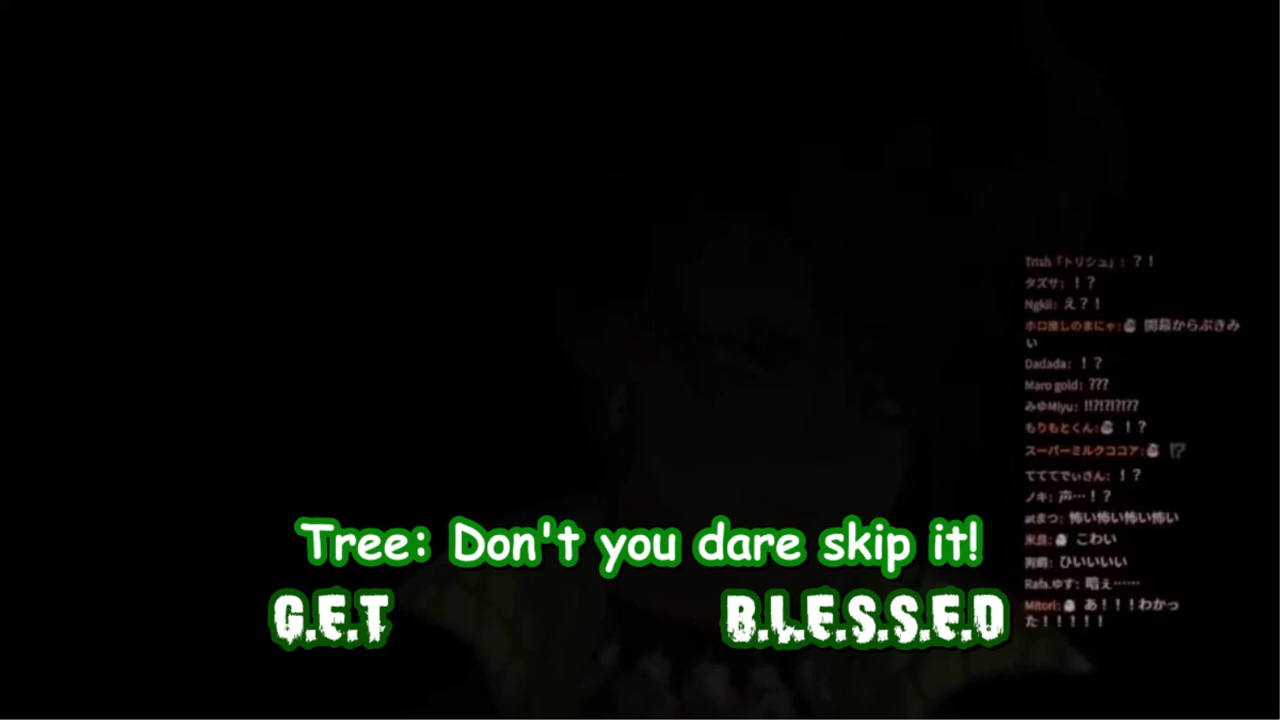 Trish「トリシュ」: ？！
タズサ: ！？
Ngkii: え？！
ホロ推しのまにゃ: 開幕からぶきみ
い
Dadada: ！？
Maro gold: ???
みゆMiyu: !!?!?!?!??
もりもとくん: ！？
スーパーミルクココア: !?
てててでぃさん: ！？
ノキ: 声…！？
atまつ: 怖い怖い怖い怖い
米良: こわい
ひいいいい
Rafa.ゆず: 暗ぇ……
Mitori: あ！！！わかっ
た！！！！！
Tree: Don't you dare skip it!
G.E.T B.L.E.S.S.E.D